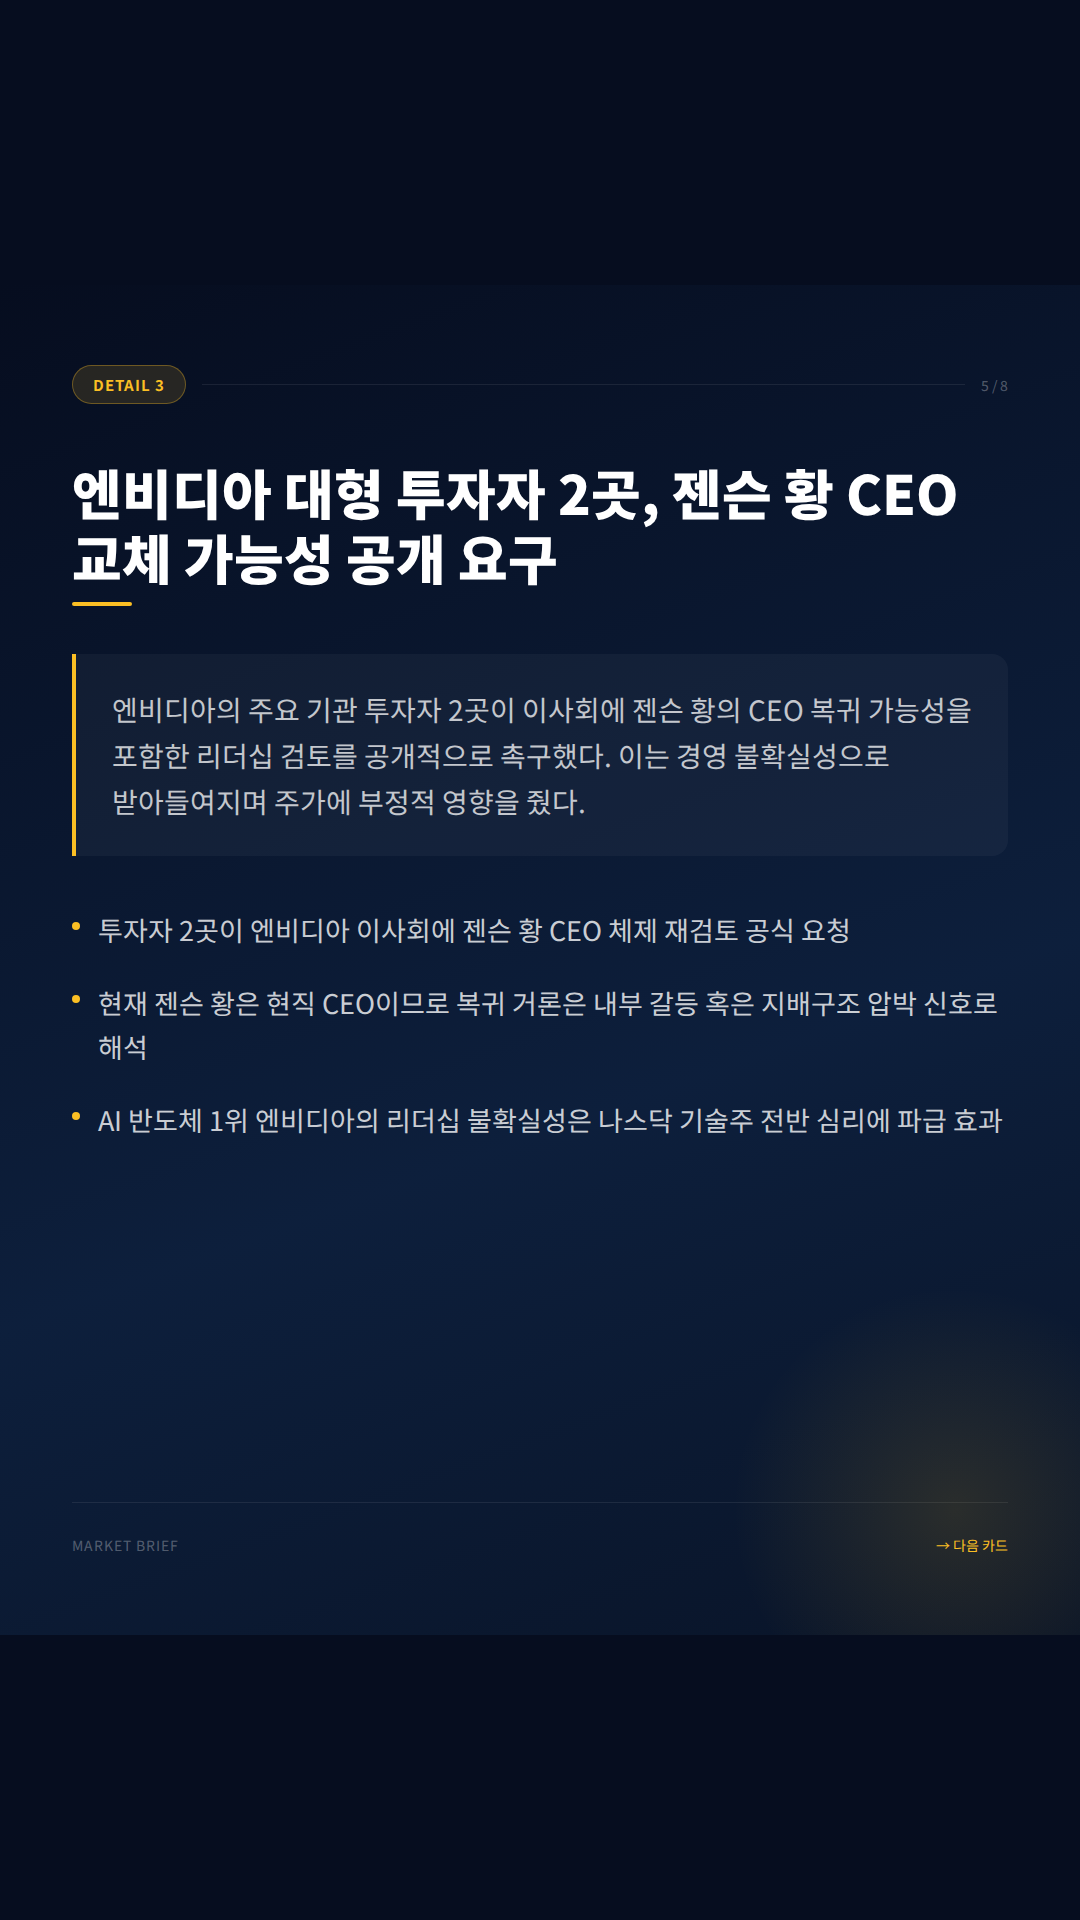 DETAIL 3
5 / 8
엔비디아 대형 투자자 2곳, 젠슨 황 CEO
교체 가능성 공개 요구
엔비디아의 주요 기관 투자자 2곳이 이사회에 젠슨 황의 CEO 복귀 가능성을
포함한 리더십 검토를 공개적으로 촉구했다. 이는 경영 불확실성으로
받아들여지며 주가에 부정적 영향을 줬다.
• 투자자 2곳이 엔비디아 이사회에 젠슨 황 CEO 체제 재검토 공식 요청
• 현재 젠슨 황은 현직 CEO이므로 복귀 거론은 내부 갈등 혹은 지배구조 압박 신호로
해석
• AI 반도체 1위 엔비디아의 리더십 불확실성은 나스닥 기술주 전반 심리에 파급 효과
MARKET BRIEF
→ 다음 카드